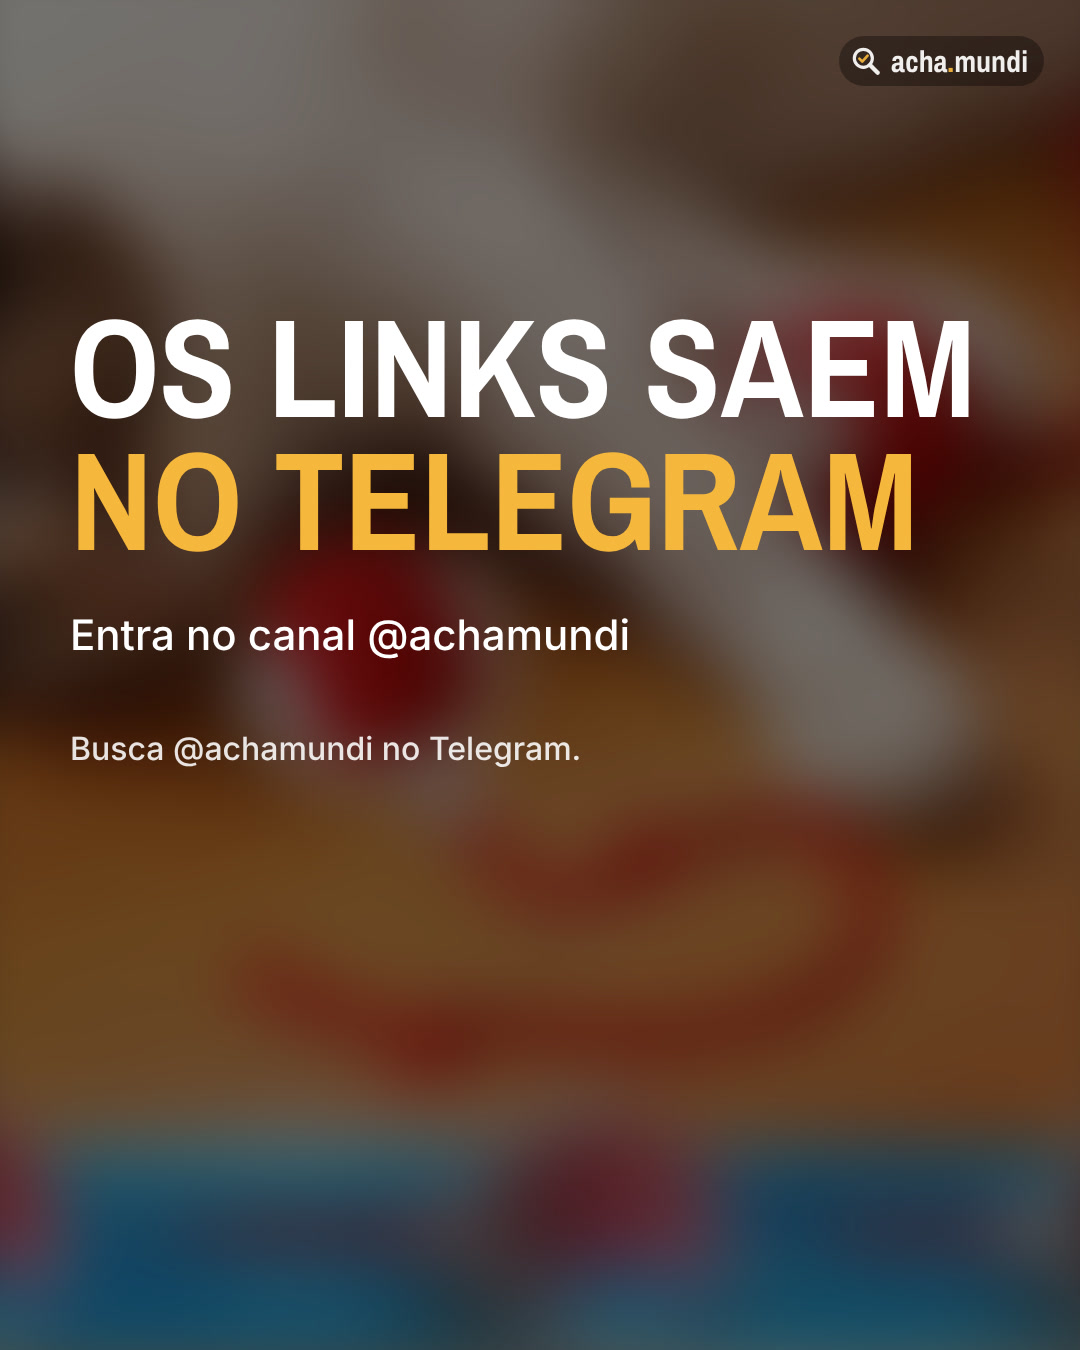 acha.mundi
OS LINKS SAEM
NO TELEGRAM
Entra no canal @achamundi
Busca @achamundi no Telegram.